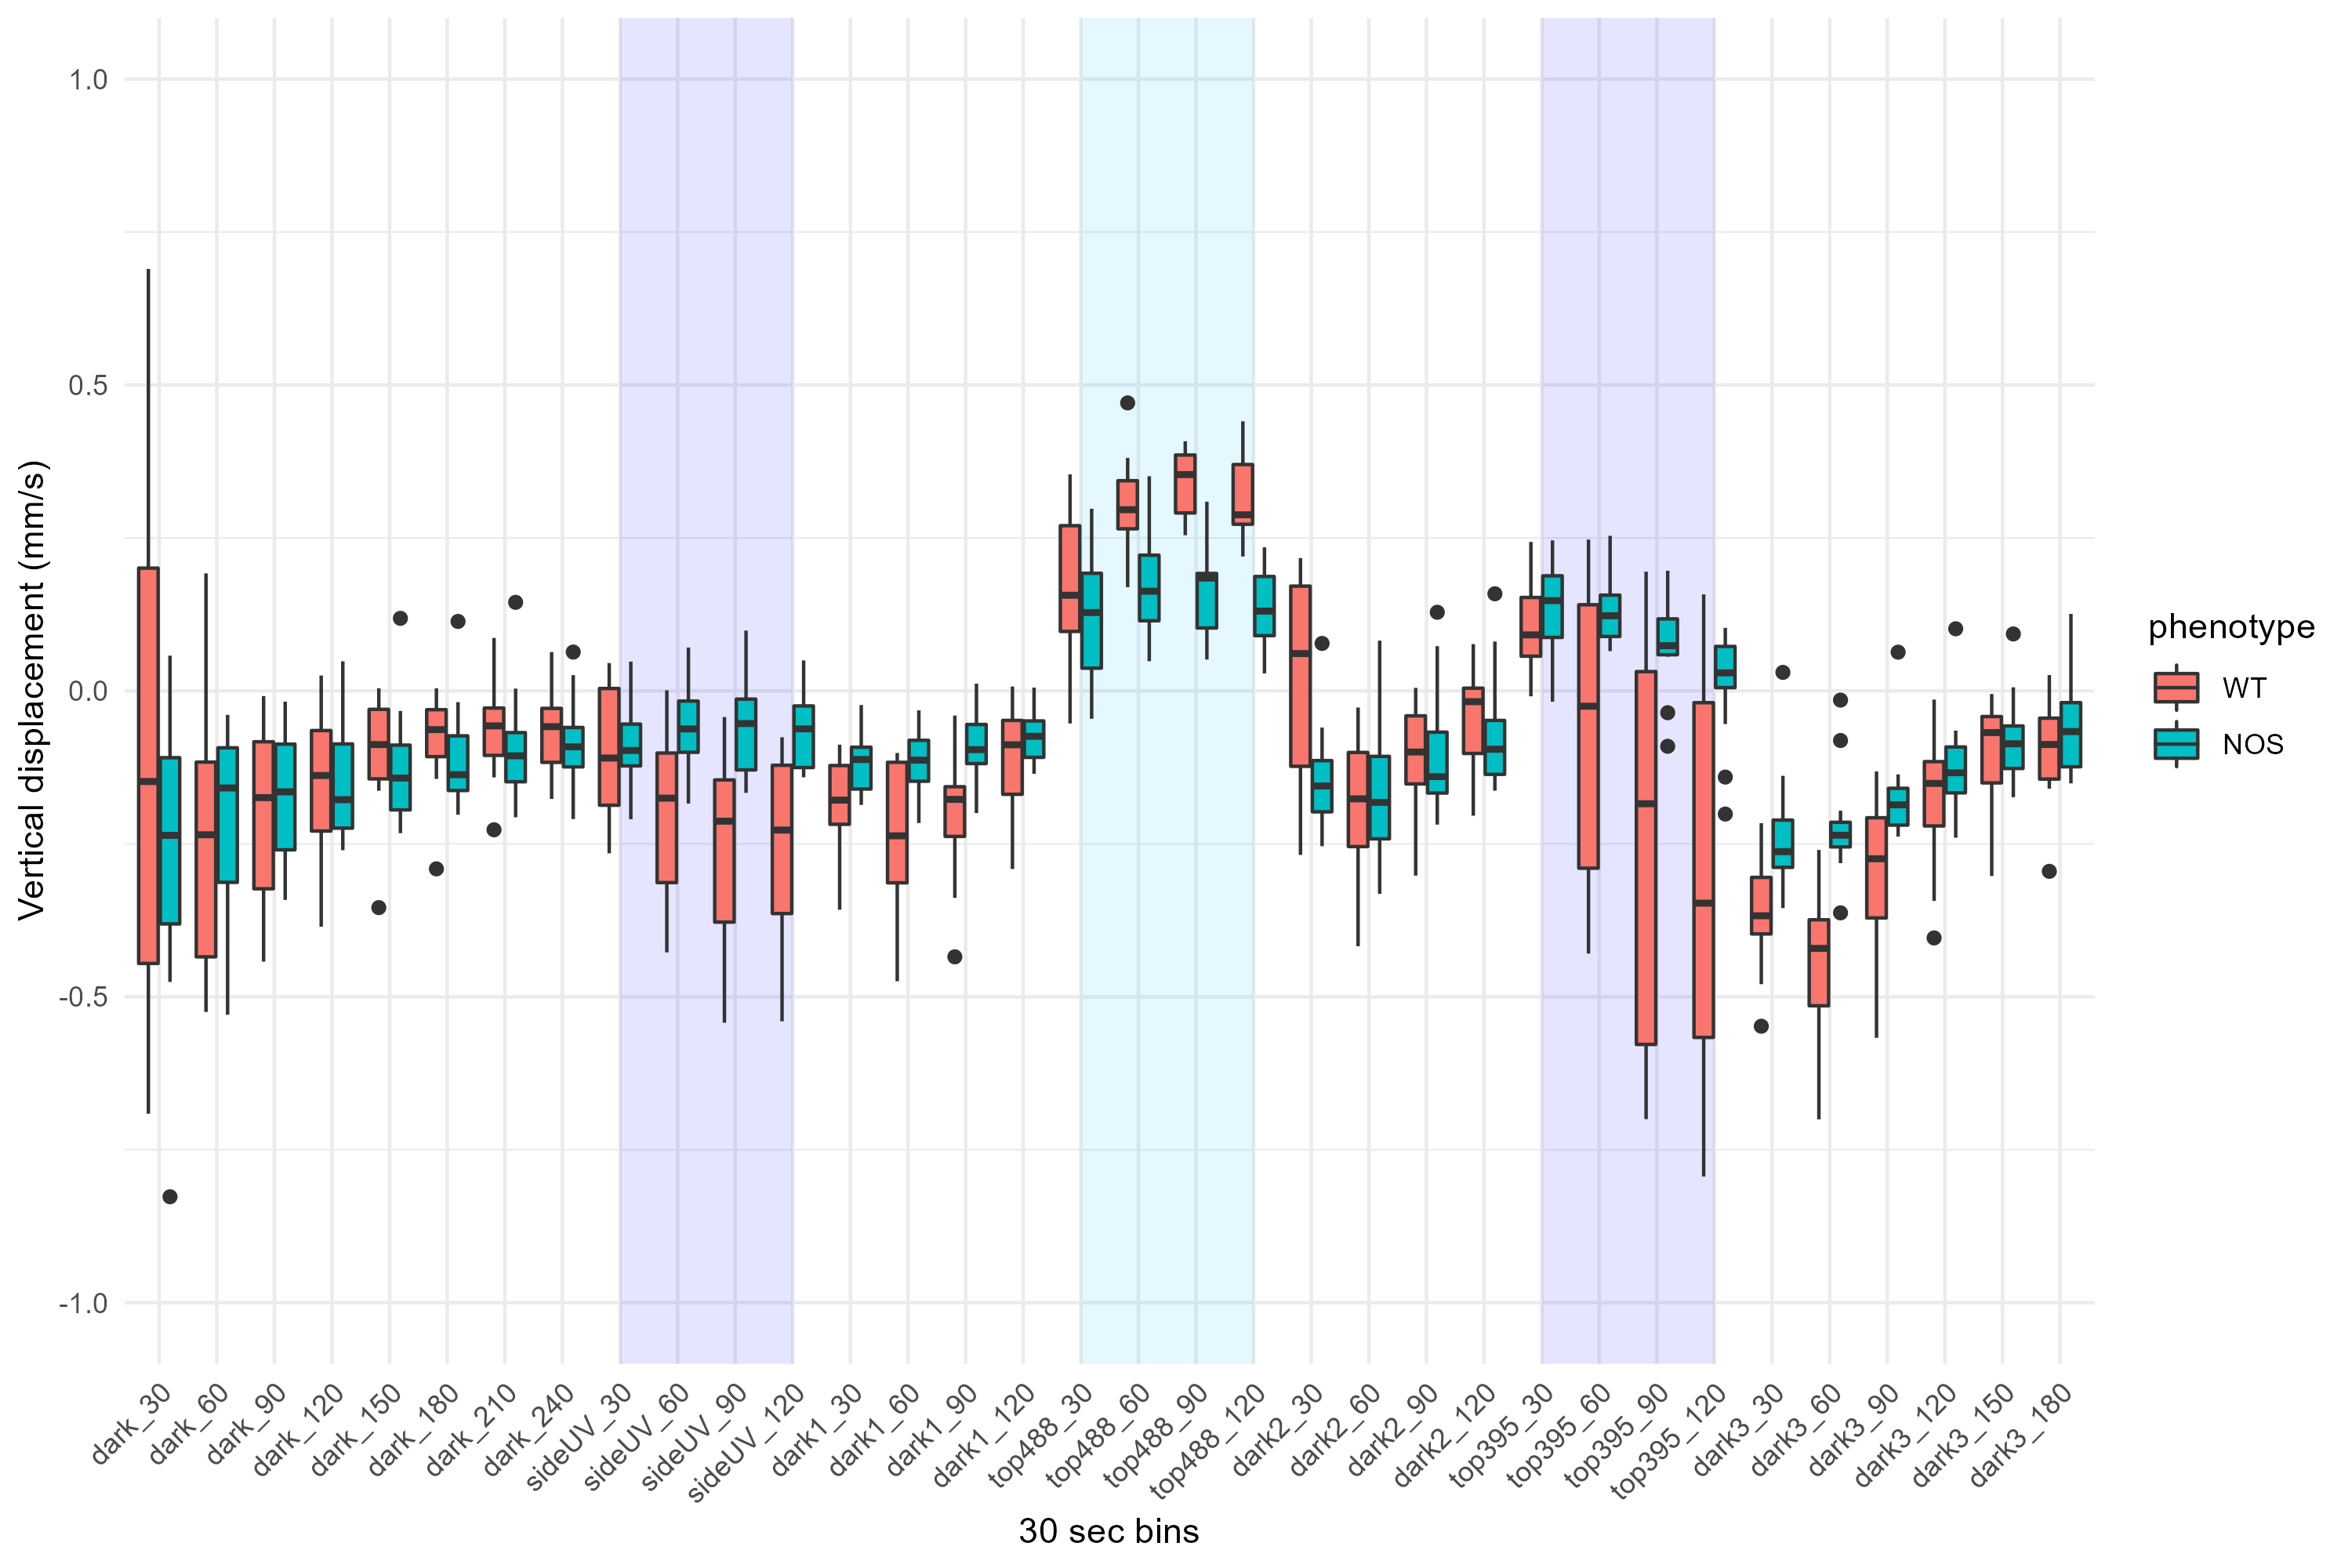 1.0
0.5
0.0
-0.5
-1.0
Vertical displacement (mm/s)
dark_30
dark_60
dark_90
dark_120
dark_150
dark_180
dark_210
dark_240
sideUV_30
sideUV_60
sideUV_90
sideUV_120
dark1_30
dark1_60
dark1_90
dark1_120
top488_30
top488_60
top488_90
top488_120
dark2_30
dark2_60
dark2_90
dark2_120
top395_30
top395_60
top395_90
top395_120
dark3_30
dark3_60
dark3_90
dark3_120
dark3_150
dark3_180
30 sec bins
phenotype
WT
NOS